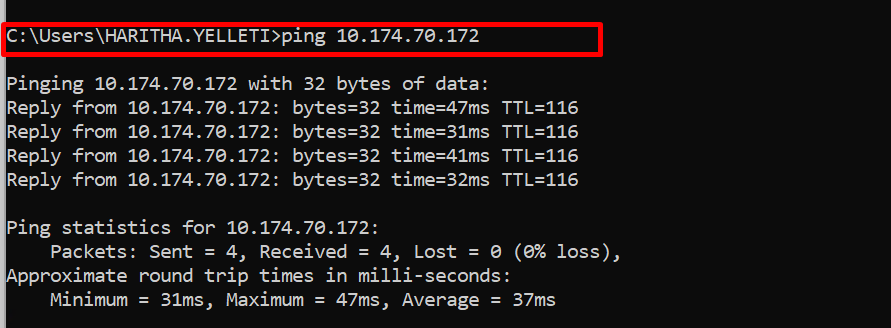 C:\Users\HARITHA.YELLETI>ping 10.174.70.172
Pinging 10.174.70.172 with 32 bytes of data:
Reply from 10.174.70.172: bytes=32 time=47ms TTL=116
Reply from 10.174.70.172: bytes=32 time=31ms TTL=116
Reply from 10.174.70.172: bytes=32 time=41ms TTL=116
Reply from 10.174.70.172: bytes=32 time=32ms TTL=116
Ping statistics for 10.174.70.172:
    Packets: Sent = 4, Received = 4, Lost = 0 (0% loss),
Approximate round trip times in milli-seconds:
    Minimum = 31ms, Maximum = 47ms, Average = 37ms